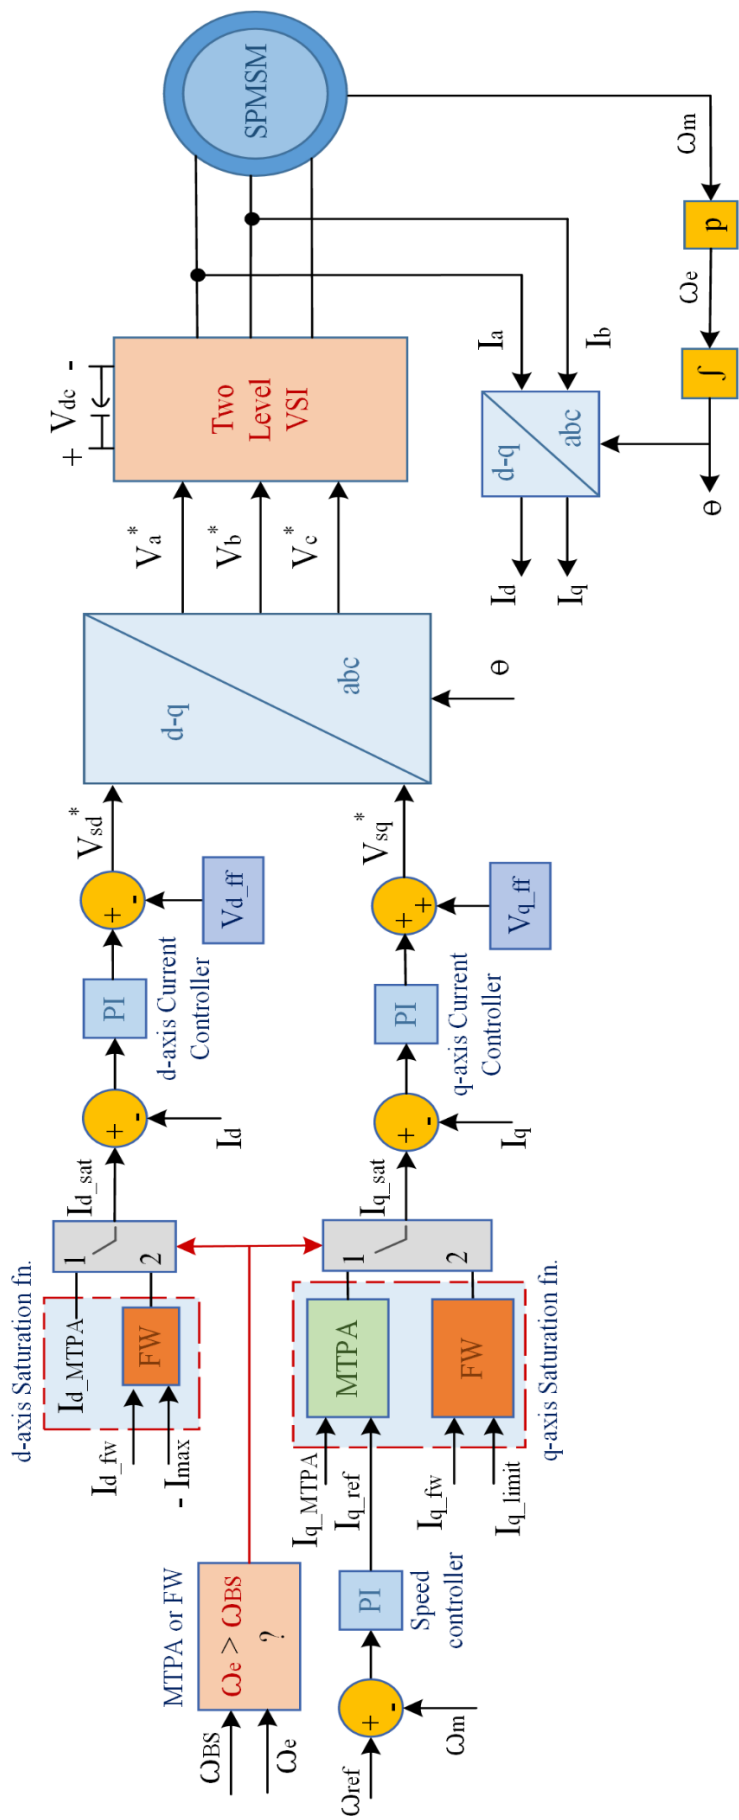 d-axis Saturation fn.
Id_MTPA
1
2
FW
Id_fw
- Imax
Id_sat
+
-
Id
PI
d-axis Current
Controller
+
-
Vd_ff
Vsd*
MTPA or FW
ωe > ωBS
?
ωBS
ωe
ωref
+
-
ωm
PI
Speed
controller
Iq_MTPA
Iq_ref
MTPA
1
2
FW
Iq_fw
Iq_limit
q-axis Saturation fn.
Iq_sat
+
-
Iq
PI
q-axis Current
Controller
+
+
Vq_ff
Vsq*
d-q
abc
θ
Va*
Vb*
Vc*
+ Vdc -
Two
Level
VSI
SPMSM
Ia
Ib
d-q
abc
Id
Iq
ωm
p
ωe
∫
θ